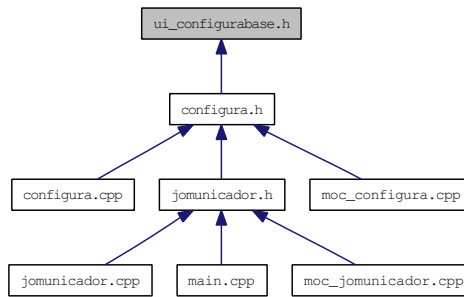 ui_configurabase.h
configura.h
configura.cpp
jomunicador.h
moc_configura.cpp
jomunicador.cpp
main.cpp
moc_jomunicador.cpp